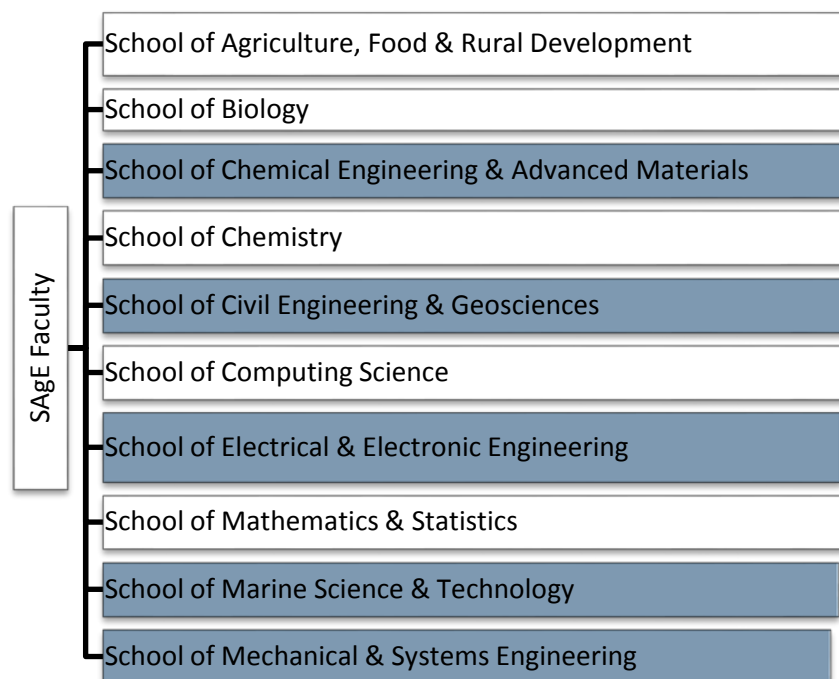 SAgE Faculty
School of Agriculture, Food & Rural Development
School of Biology
School of Chemical Engineering & Advanced Materials
School of Chemistry
School of Civil Engineering & Geosciences
School of Computing Science
School of Electrical & Electronic Engineering
School of Mathematics & Statistics
School of Marine Science & Technology
School of Mechanical & Systems Engineering